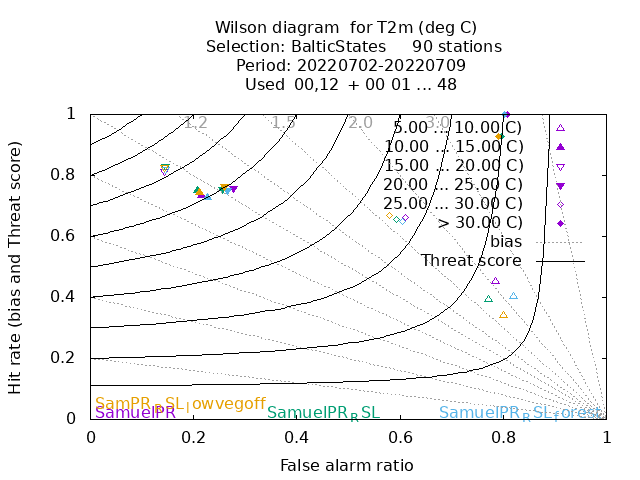 Wilson diagram for T2m (deg C)
Selection: BalticStates 90 stations
Period: 20220702-20220709
Used 00,12 + 00 01 ... 48
Hit rate (bias and Threat score)
1
0.8
0.6
0.4
0.2
0
1.2
1.5
2.0
3.0
5.00 ... 10.00 C)
10.00 ... 15.00 C)
15.00 ... 20.00 C)
20.00 ... 25.00 C)
25.00 ... 30.00 C)
> 30.00 C)
bias
Threat score
SamPR_RSL_lowvegoff
SamuelPR
SamuelPR_RSL
SamuelPR_RSL_forest
0 0.2 0.4 0.6 0.8 1
False alarm ratio